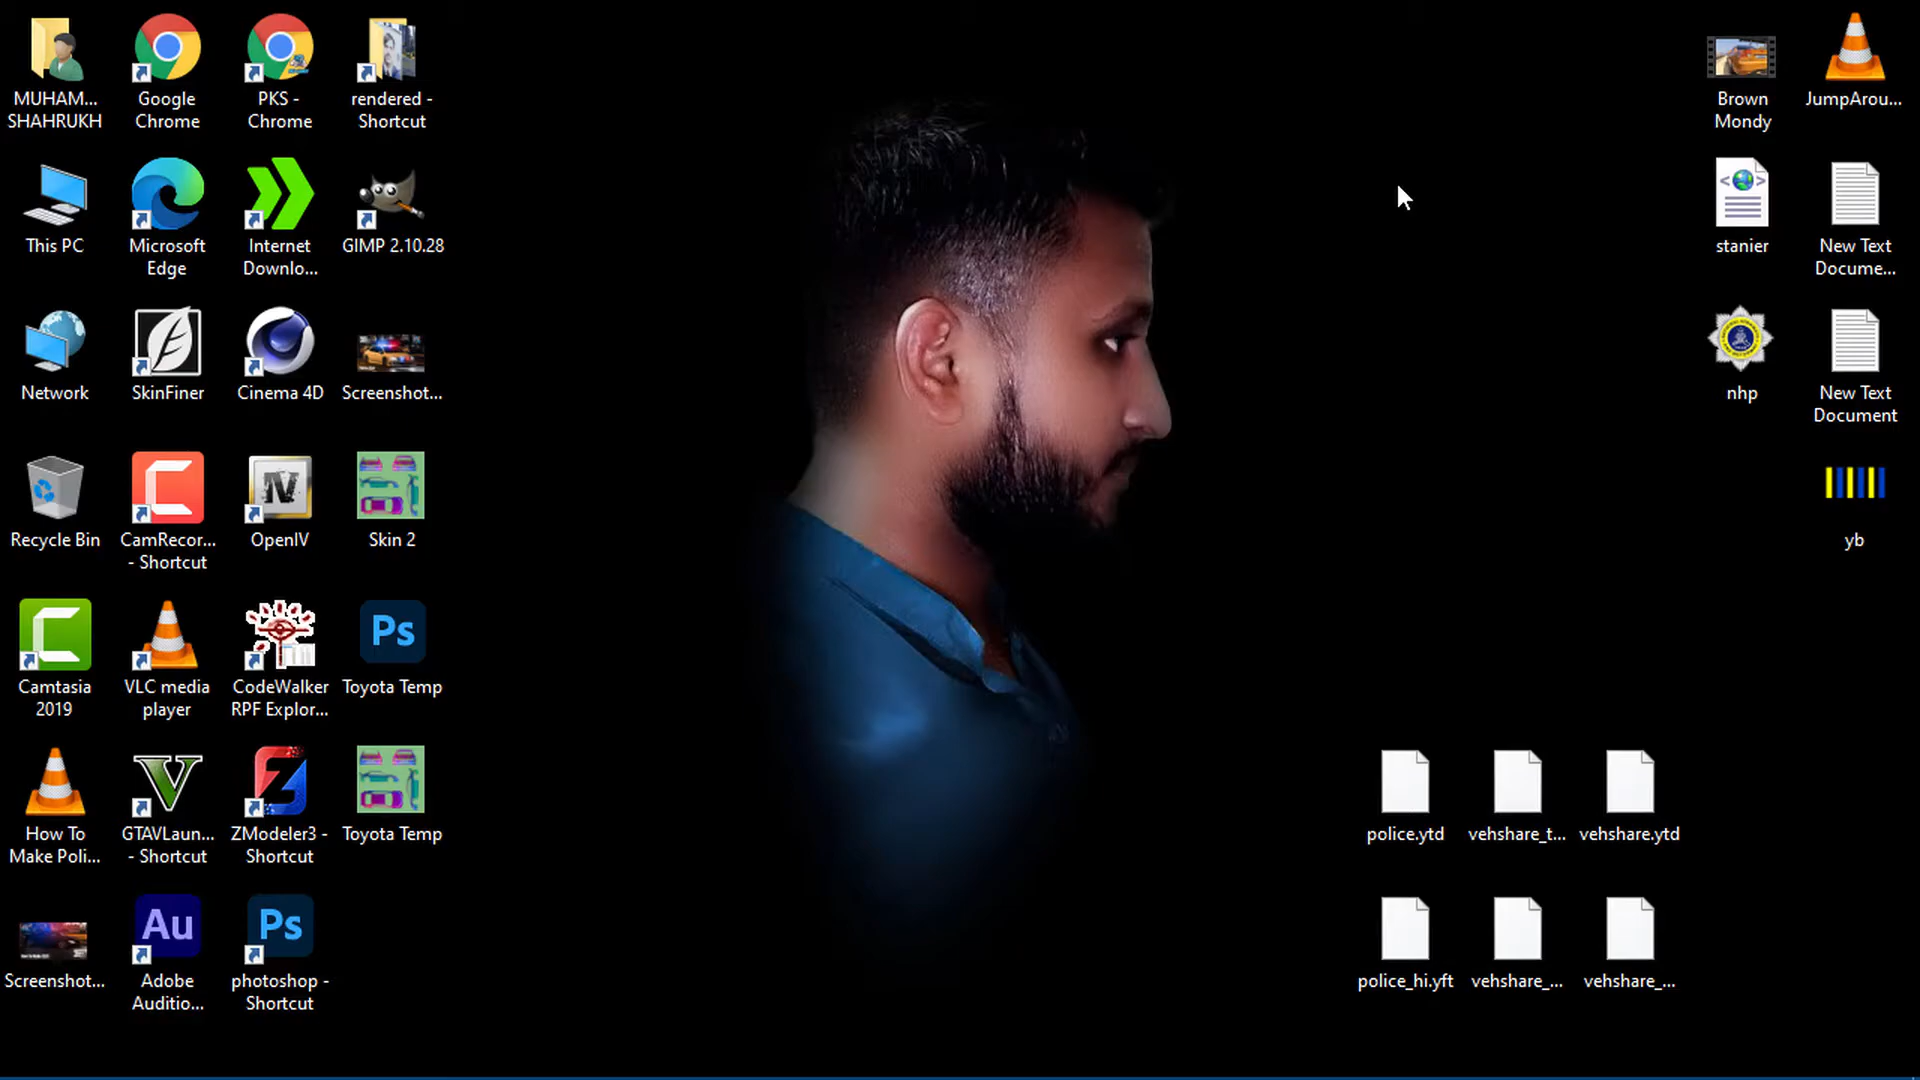 MUHAM...
SHAHRUKH
Google
Chrome
PKS -
Chrome
rendered -
Shortcut
Brown
Mondy
JumpArou...
This PC
Microsoft
Edge
Internet
Downlo...
GIMP 2.10.28
stanier
New Text
Docume...
Network
SkinFiner
Cinema 4D
Screenshot...
nhp
New Text
Document
Recycle Bin
CamRecor...
- Shortcut
OpenIV
Skin 2
yb
Camtasia
2019
VLC media
player
CodeWalker
RPF Explor...
Ps
Toyota Temp
How To
Make Poli...
GTAVLaun...
- Shortcut
ZModeler3 -
Shortcut
Toyota Temp
police.ytd
vehshare_t...
vehshare.ytd
Screenshot...
Au
Adobe
Auditio...
Ps
photoshop -
Shortcut
police_hi.yft
vehshare_...
vehshare_...